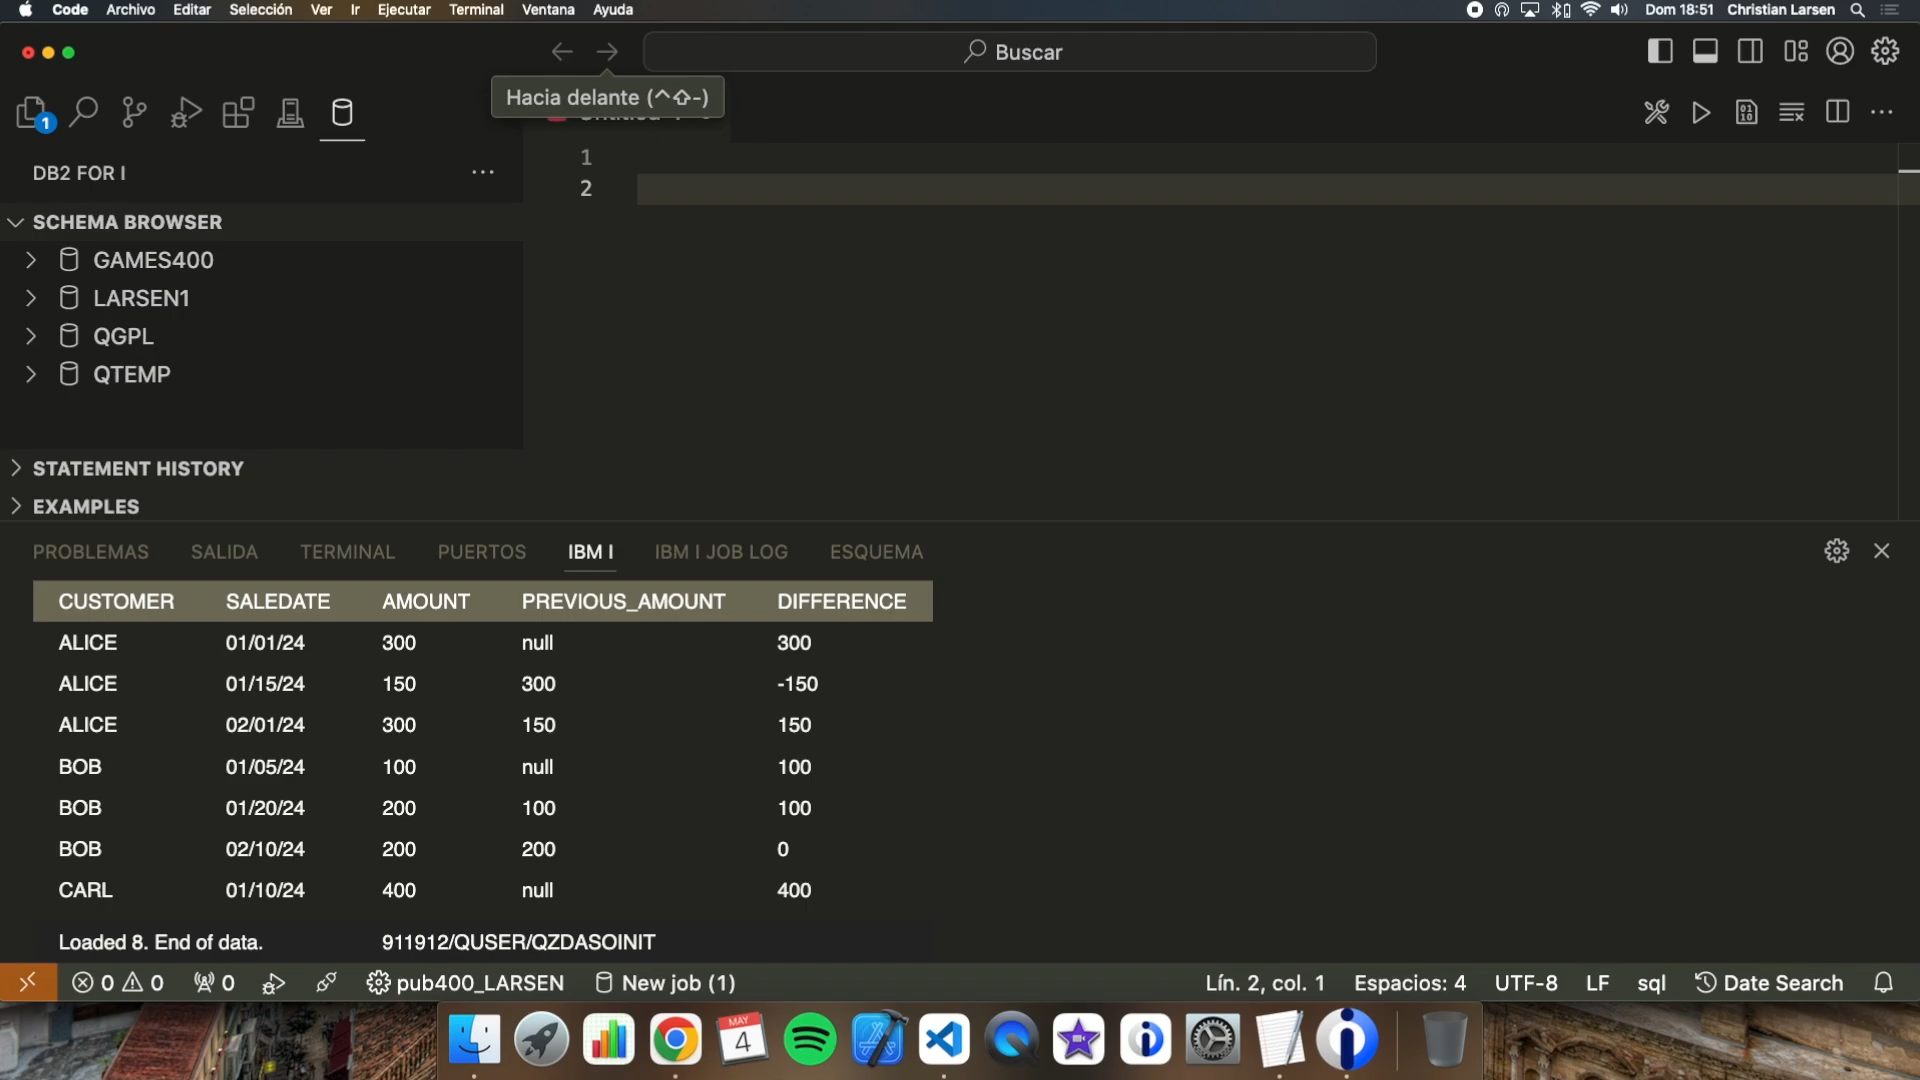 Code Archivo Editar Selección Ver Ir Ejecutar Terminal Ventana Ayuda Dom 18:51 Christian Larsen
Buscar
Hacia delante (^⇧-)
1
DB2 FOR I
1
2
SCHEMA BROWSER
GAMES400
LARSEN1
QGPL
QTEMP
STATEMENT HISTORY
EXAMPLES
PROBLEMAS SALIDA TERMINAL PUERTOS IBM I IBM I JOB LOG ESQUEMA
CUSTOMER SALEDATE AMOUNT PREVIOUS_AMOUNT DIFFERENCE
ALICE 01/01/24 300 null 300
ALICE 01/15/24 150 300 -150
ALICE 02/01/24 300 150 150
BOB 01/05/24 100 null 100
BOB 01/20/24 200 100 100
BOB 02/10/24 200 200 0
CARL 01/10/24 400 null 400
Loaded 8. End of data. 911912/QUSER/QZDASOINIT
0 0 0 pub400_LARSEN New job (1) Lín. 2, col. 1 Espacios: 4 UTF-8 LF sql Date Search
MAY
4